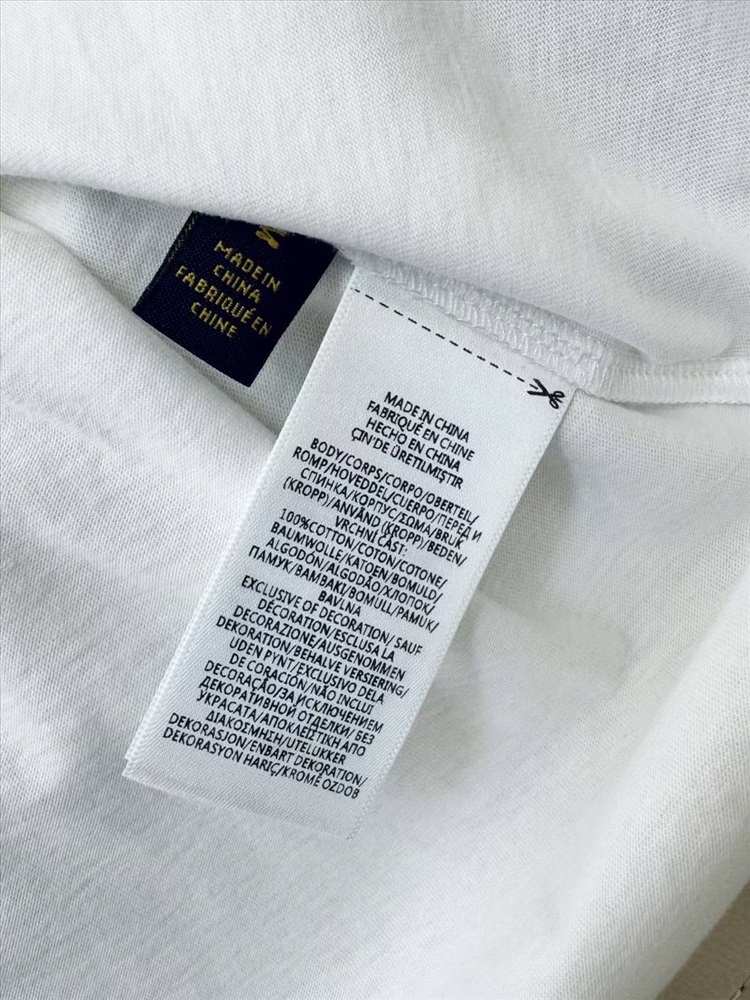 MADE IN
CHINA
FABRIQUÉ EN
CHINE
MADE IN CHINA
FABRIQUÉ EN CHINE
HECHO EN CHINA
ÇIN'DE ÜRETILMIŞTIR
BODY/CORPS/CORPO/OBERTEIL/
ROMP/HOVEDDEL/CUERPO/ПЕРЕД И
СПИНКА/КОРПУС/ΣΩΜΑ/BRUK
(KROPP)/ANVÄND (KROPP)/BEDEN/
VRCHNÍ ČÁST:
100%COTTON/COTON/COTONE/
BAUMWOLLE/KATOEN/BOMULD/
ALGODÓN/ALGODÃO/ХЛОПОК/
ПАМУК/ΒΑΜΒΑΚΙ/BOMULL/PAMUK/
BAVLNA
EXCLUSIVE OF DECORATION/ SAUF
DÉCORATION/ESCLUSA LA
DECORAZIONE/AUSGENOMMEN
DEKORATION/BEHALVE VERSIERING/
UDEN PYNT/EXCLUSIVO DELA
DE CORACIÓN/NÃO INCLUI
DECORAÇÃO/ЗА ИСКЛЮЧЕНИЕМ
ДЕКОРАТИВНОЙ ОТДЕЛКИ/ БЕЗ
УКРАСАТА/ΑΠΟΚΛΕΙΣΤΙΚΗ ΑΠΟ
ΔΙΑΚΟΣΜΗΣΗ/UTELUKKER
DEKORASJON/ENBART DEKORATION/
DEKORASYON HARIÇ/KROMĚ OZDOB